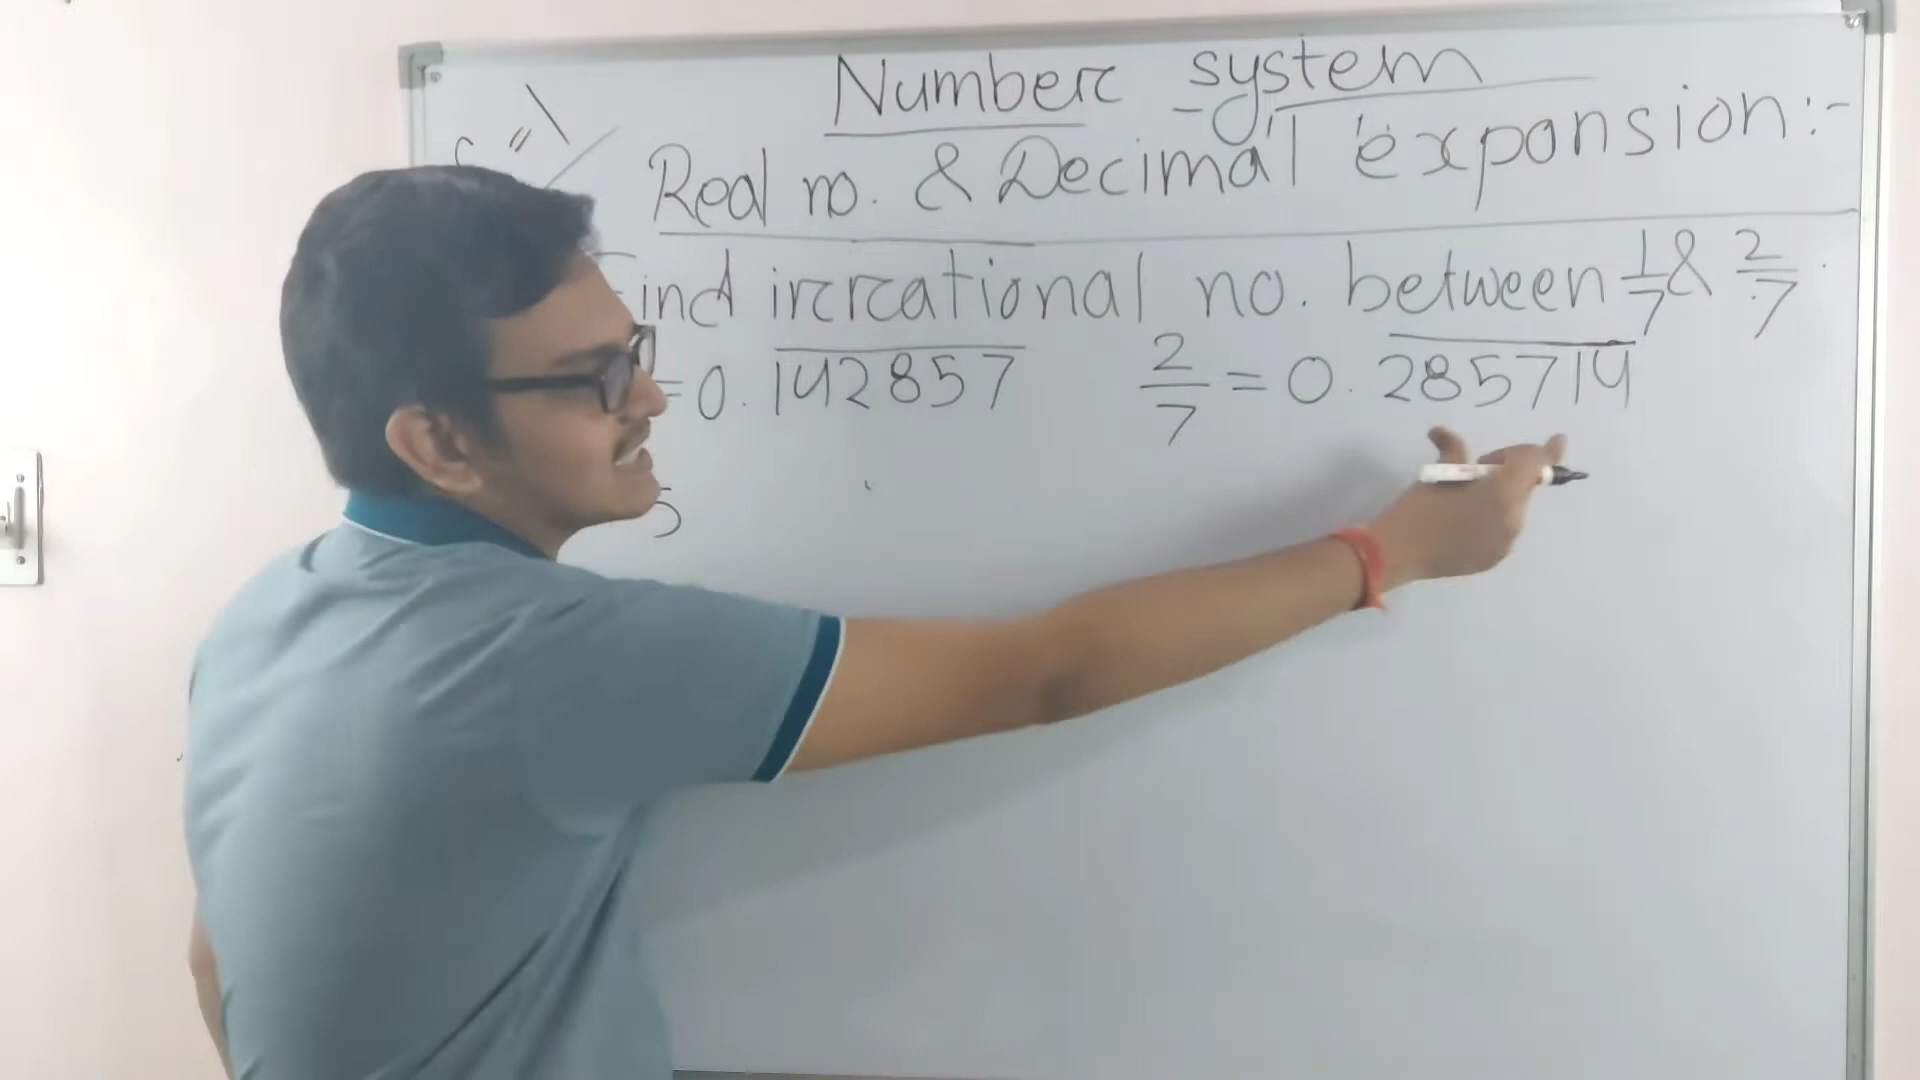 Number system
Real no. & Decimal expansion:-
Find irrational no. between 1/7 & 2/7.
=0.142857 2/7 = 0.285714
5